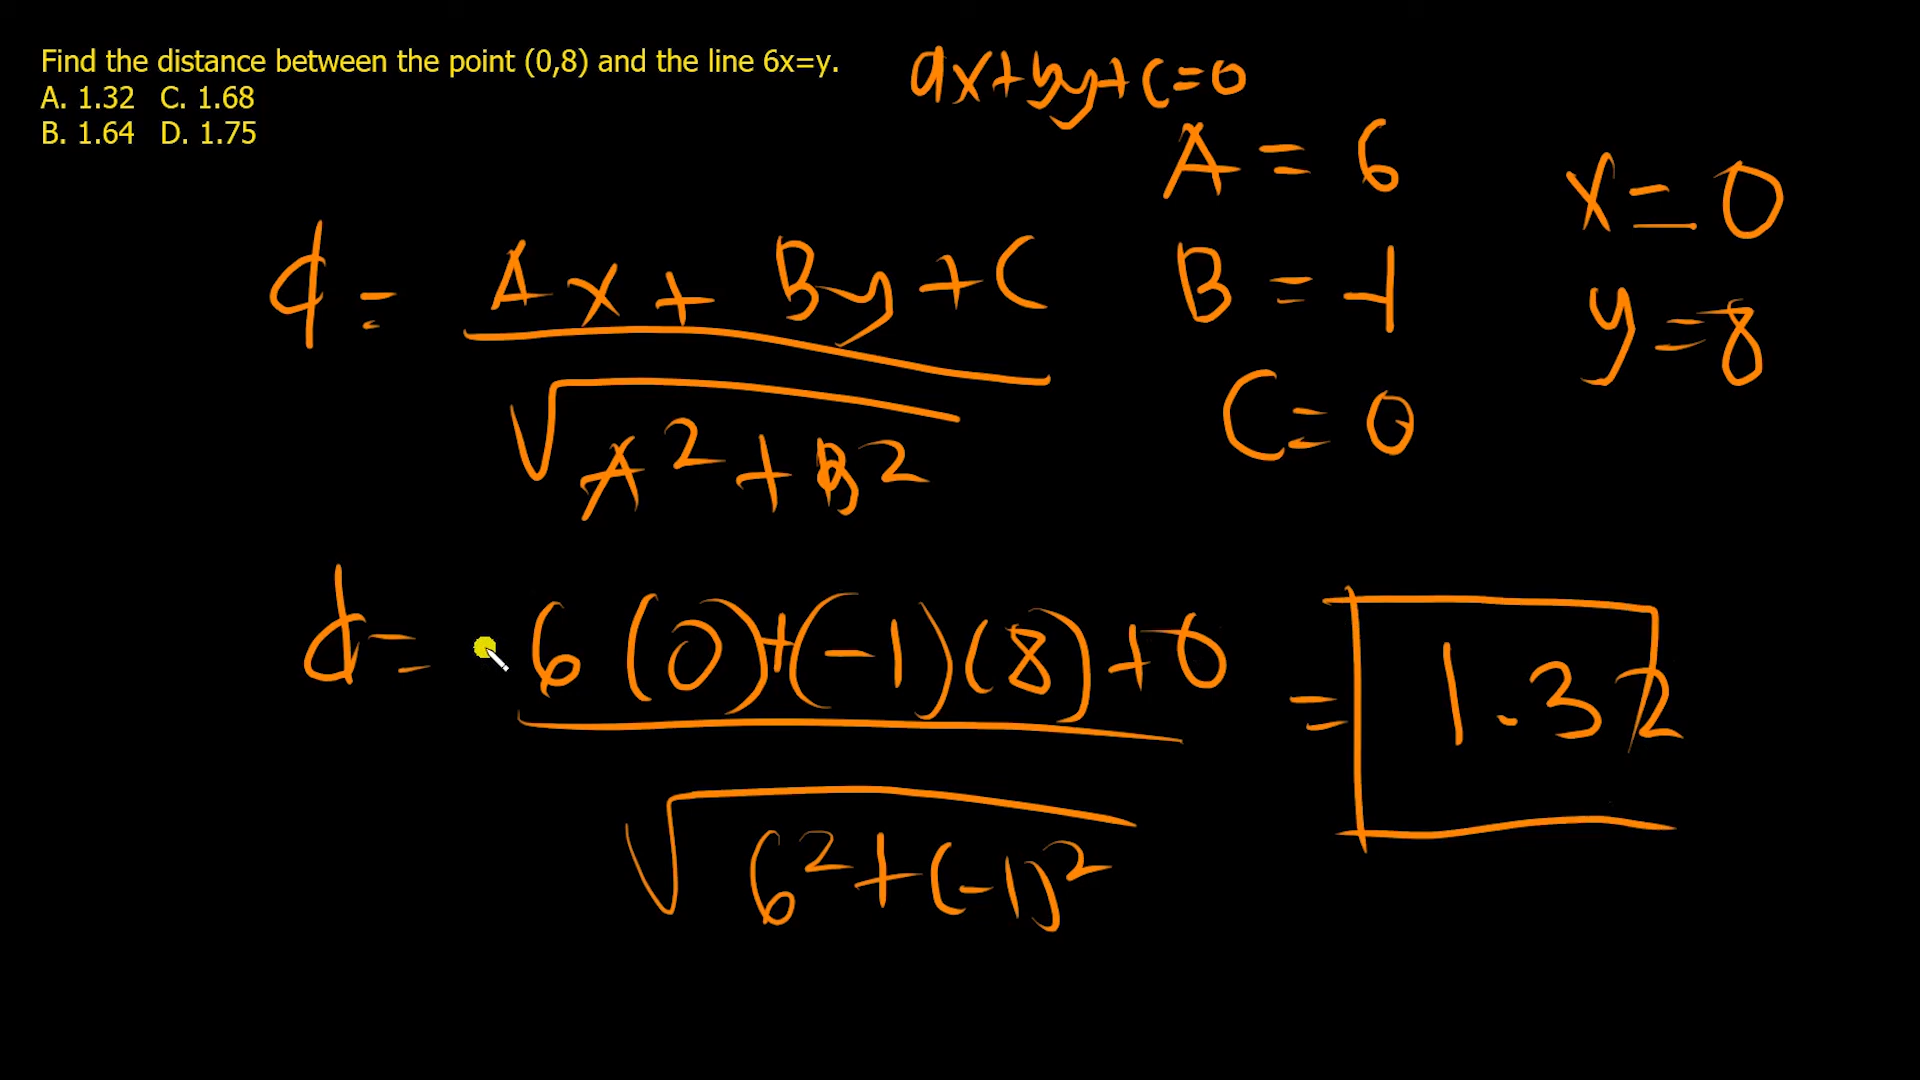 Find the distance between the point (0,8) and the line 6x=y.
A. 1.32 C. 1.68
B. 1.64 D. 1.75
ax+by+c=0
A = 6
B = -1
C = 0
x = 0
y = 8
d = Ax + By + C
√A² + B²
d = 6(0)+(-1)(8)+0 = 1.32
√6²+(-1)²